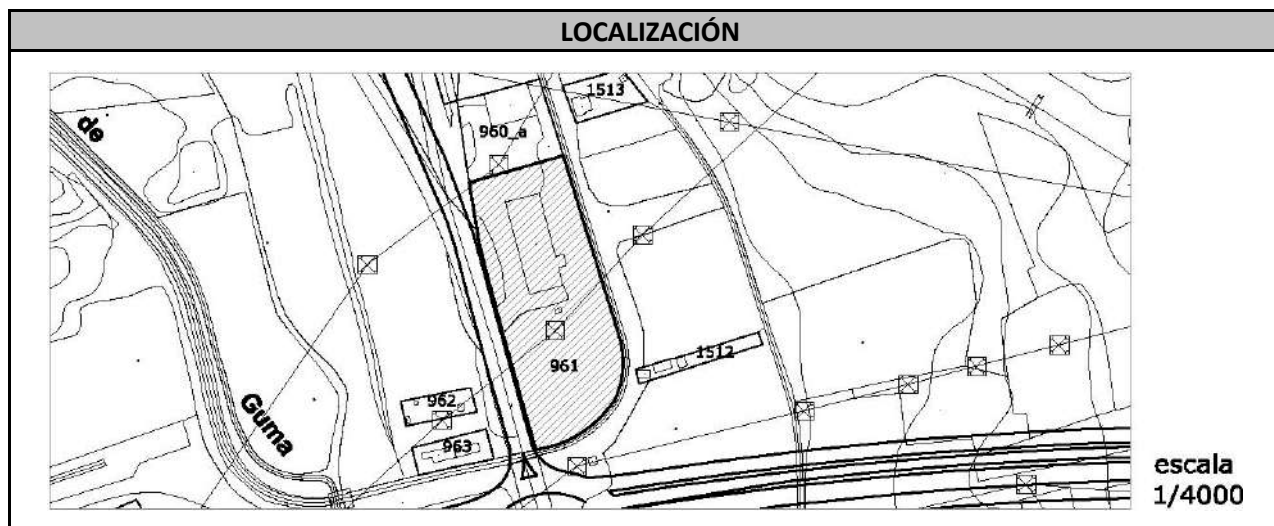 LOCALIZACIÓN
de
1513
960_a
961
1512
962
963
Guma
escala
1/4000